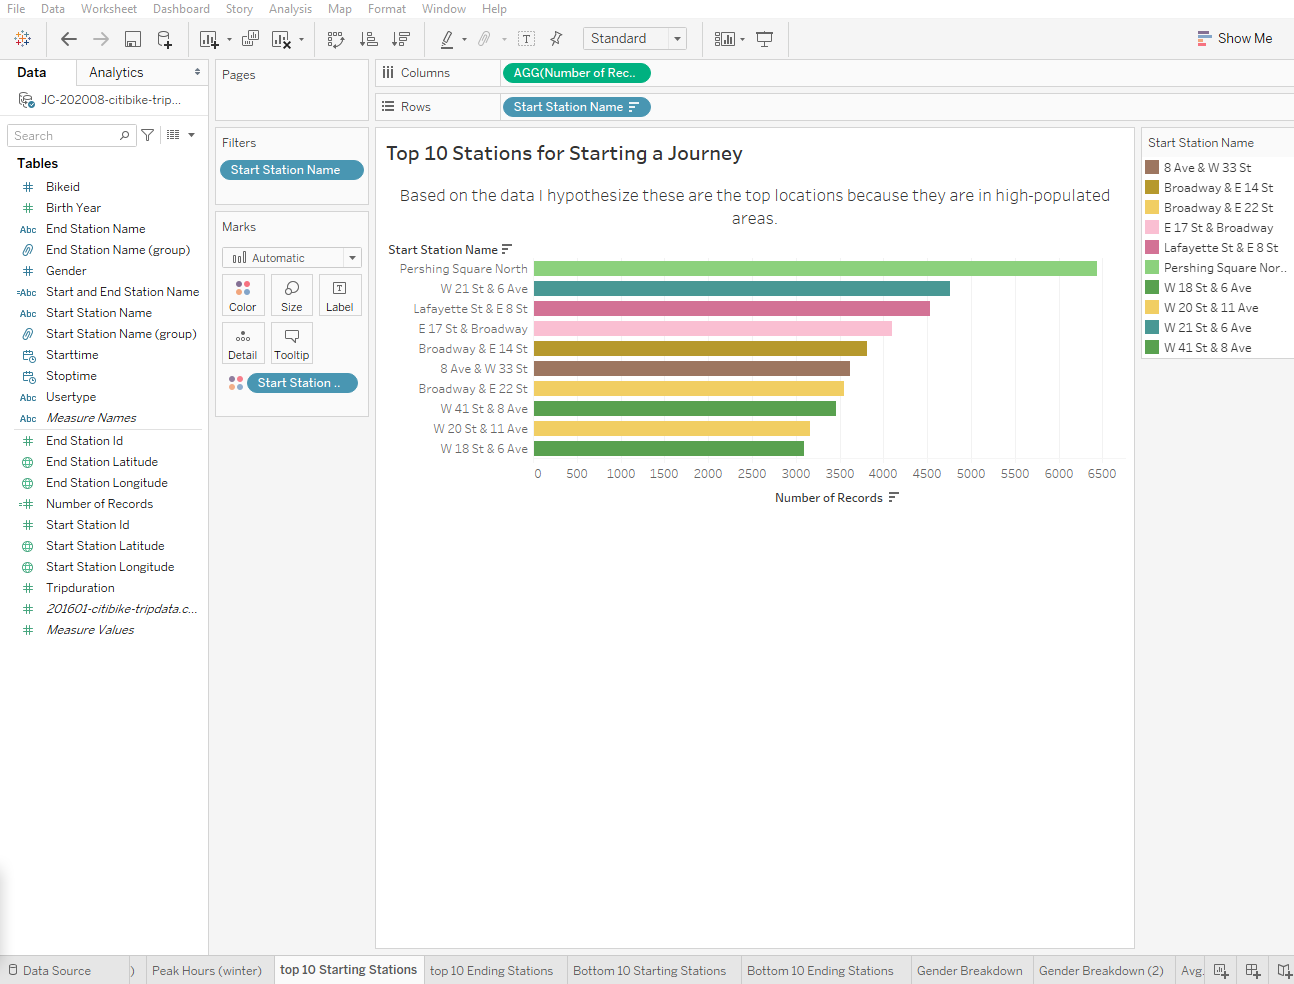 File Data Worksheet Dashboard Story Analysis Map Format Window Help
Standard
Show Me
Data Analytics
JC-202008-citibike-trip...
Search
Tables
# Bikeid
# Birth Year
Abc End Station Name
End Station Name (group)
# Gender
=Abc Start and End Station Name
Abc Start Station Name
Start Station Name (group)
Starttime
Stoptime
Abc Usertype
Abc Measure Names
# End Station Id
End Station Latitude
End Station Longitude
=# Number of Records
# Start Station Id
Start Station Latitude
Start Station Longitude
# Tripduration
# 201601-citibike-tripdata.c...
# Measure Values
Pages
Filters
Start Station Name
Marks
Automatic
Color Size T Label
Detail Tooltip
Start Station ..
Columns AGG(Number of Rec..
Rows Start Station Name
Top 10 Stations for Starting a Journey
Based on the data I hypothesize these are the top locations because they are in high-populated
areas.
Start Station Name
Pershing Square North
W 21 St & 6 Ave
Lafayette St & E 8 St
E 17 St & Broadway
Broadway & E 14 St
8 Ave & W 33 St
Broadway & E 22 St
W 41 St & 8 Ave
W 20 St & 11 Ave
W 18 St & 6 Ave
0 500 1000 1500 2000 2500 3000 3500 4000 4500 5000 5500 6000 6500
Number of Records
Start Station Name
8 Ave & W 33 St
Broadway & E 14 St
Broadway & E 22 St
E 17 St & Broadway
Lafayette St & E 8 St
Pershing Square Nor..
W 18 St & 6 Ave
W 20 St & 11 Ave
W 21 St & 6 Ave
W 41 St & 8 Ave
Data Source ) Peak Hours (winter) top 10 Starting Stations top 10 Ending Stations Bottom 10 Starting Stations Bottom 10 Ending Stations Gender Breakdown Gender Breakdown (2) Avg.